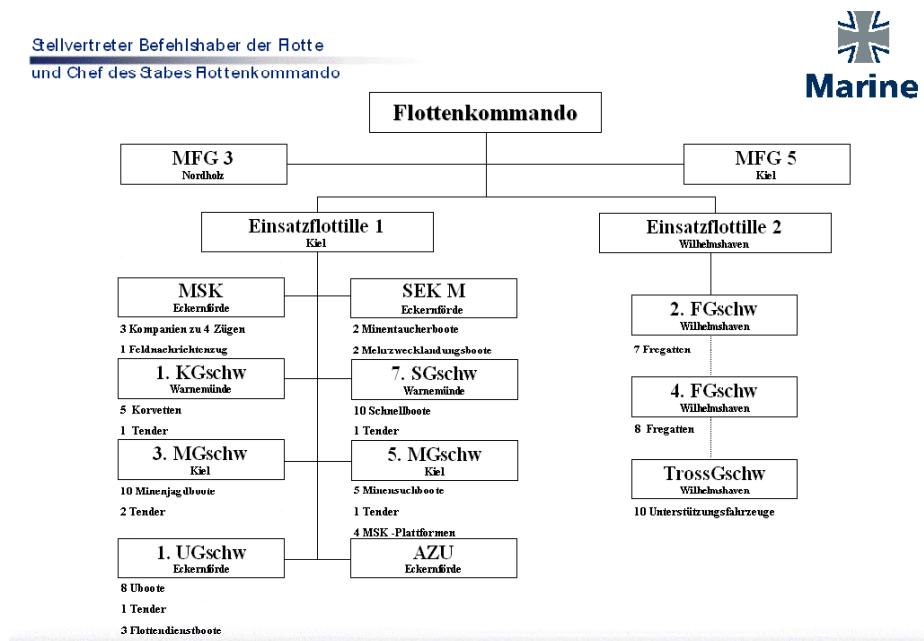 Stellvertreter Befehlshaber der Flotte
und Chef des Stabes Flottenkommando
Marine
Flottenkommando
MFG 3
Nordholz
MFG 5
Kiel
Einsatzflottille 1
Kiel
Einsatzflottille 2
Wilhelmshaven
MSK
Eckernförde
3 Kompanien zu 4 Zügen
1 Feldnachrichtenzug
SEK M
Eckernförde
2 Minentaucherboote
2 Mehrzwecklandungsboote
1. KGschw
Warnemünde
5 Korvetten
1 Tender
7. SGschw
Warnemünde
10 Schnellboote
1 Tender
3. MGschw
Kiel
10 Minenjagdboote
2 Tender
5. MGschw
Kiel
5 Minensuchboote
1 Tender
4 MSK -Plattformen
1. UGschw
Eckernförde
8 Uboote
1 Tender
3 Flottendienstboote
AZU
Eckernförde
2. FGschw
Wilhelmshaven
7 Fregatten
4. FGschw
Wilhelmshaven
8 Fregatten
TrossGschw
Wilhelmshaven
10 Unterstützungsfahrzeuge